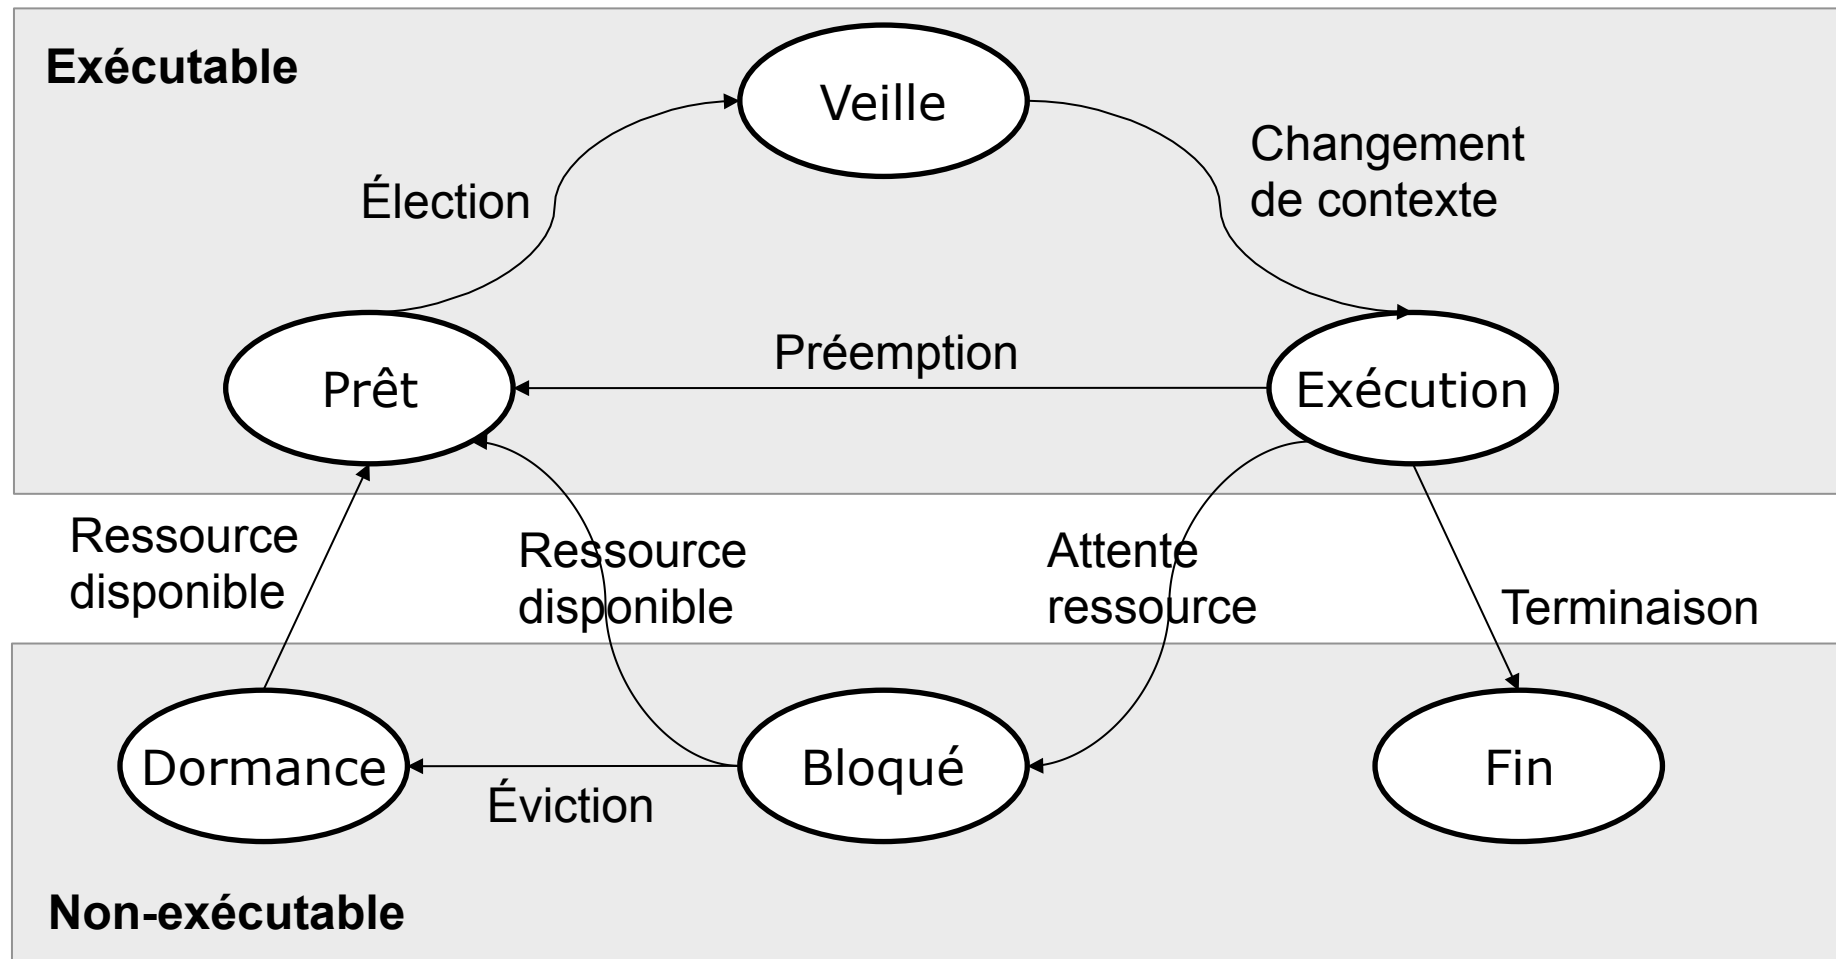 Exécutable
Veille
Changement
de contexte
Élection
Préemption
Prêt
Exécution
Ressource
disponible
Ressource
disponible
Attente
ressource
Terminaison
Dormance
Bloqué
Fin
Éviction
Non-exécutable